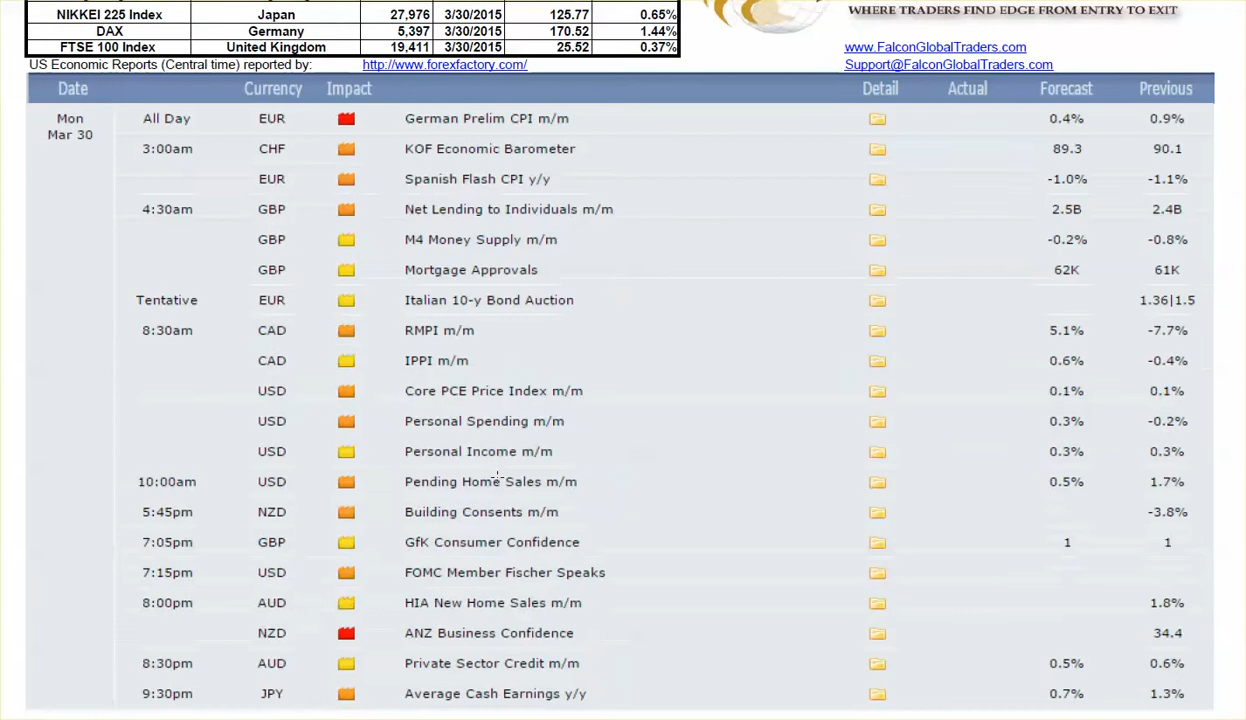 NIKKEI 225 Index Japan 27,976 3/30/2015 125.77 0.65%
WHERE TRADERS FIND EDGE FROM ENTRY TO EXIT
DAX Germany 5,397 3/30/2015 170.52 1.44%
FTSE 100 Index United Kingdom 19,411 3/30/2015 25.52 0.37%
www.FalconGlobalTraders.com
US Economic Reports (Central time) reported by: http://www.forexfactory.com/ Support@FalconGlobalTraders.com
Date Currency Impact Detail Actual Forecast Previous
Mon All Day EUR German Prelim CPI m/m 0.4% 0.9%
Mar 30
3:00am CHF KOF Economic Barometer 89.3 90.1
EUR Spanish Flash CPI y/y -1.0% -1.1%
4:30am GBP Net Lending to Individuals m/m 2.5B 2.4B
GBP M4 Money Supply m/m -0.2% -0.8%
GBP Mortgage Approvals 62K 61K
Tentative EUR Italian 10-y Bond Auction 1.36|1.5
8:30am CAD RMPI m/m 5.1% -7.7%
CAD IPPI m/m 0.6% -0.4%
USD Core PCE Price Index m/m 0.1% 0.1%
USD Personal Spending m/m 0.3% -0.2%
USD Personal Income m/m 0.3% 0.3%
10:00am USD Pending Home Sales m/m 0.5% 1.7%
5:45pm NZD Building Consents m/m -3.8%
7:05pm GBP GfK Consumer Confidence 1 1
7:15pm USD FOMC Member Fischer Speaks
8:00pm AUD HIA New Home Sales m/m 1.8%
NZD ANZ Business Confidence 34.4
8:30pm AUD Private Sector Credit m/m 0.5% 0.6%
9:30pm JPY Average Cash Earnings y/y 0.7% 1.3%